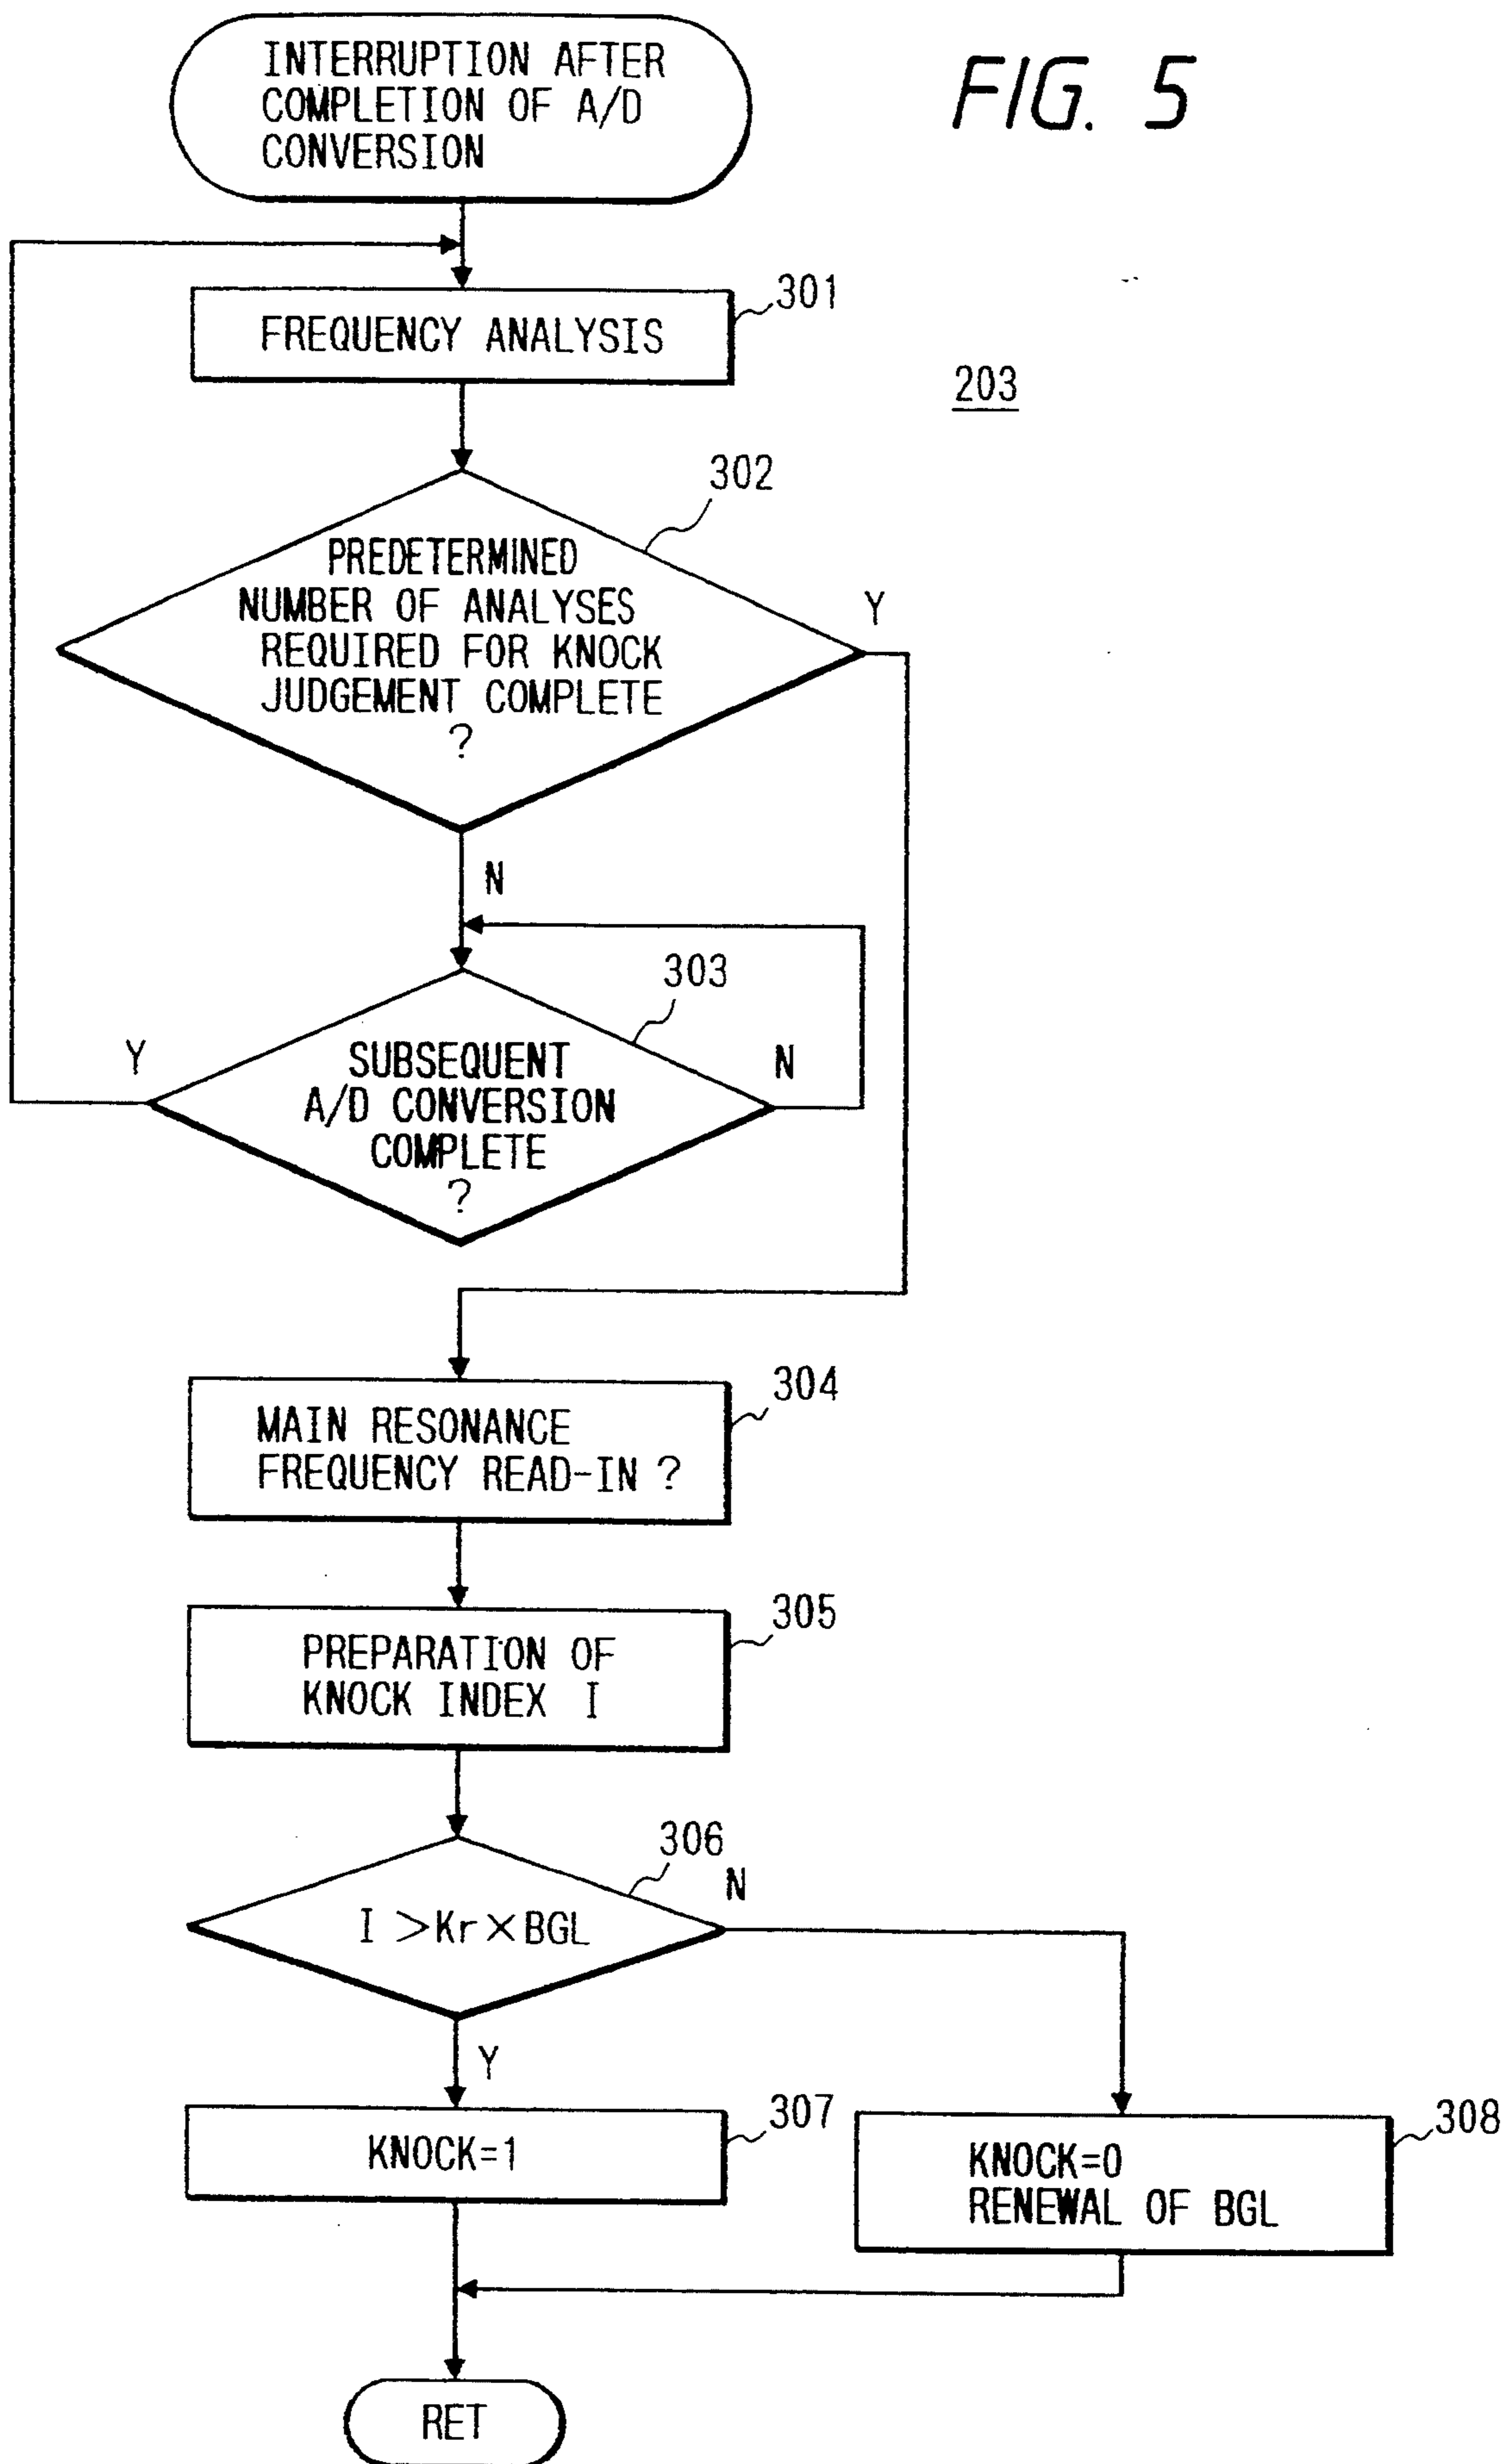 INTERRUPTION AFTER
COMPLETION OF A/D
CONVERSION
FIG. 5
301
FREQUENCY ANALYSIS
203
302
PREDETERMINED
NUMBER OF ANALYSES
REQUIRED FOR KNOCK
JUDGEMENT COMPLETE
?
Y
N
303
SUBSEQUENT
A/D CONVERSION
COMPLETE
?
Y
N
304
MAIN RESONANCE
FREQUENCY READ-IN ?
305
PREPARATION OF
KNOCK INDEX I
306
I >Kr×BGL
N
Y
307
KNOCK=1
308
KNOCK=0
RENEWAL OF BGL
RET